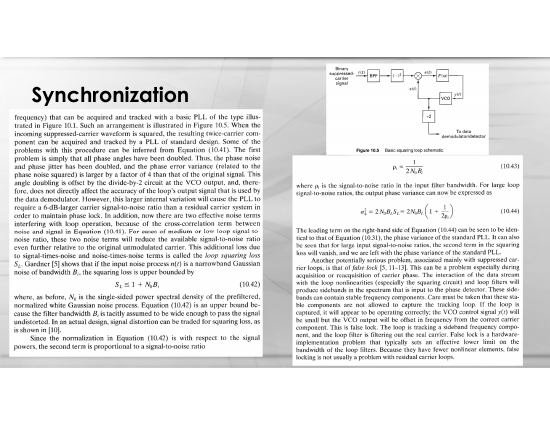 Synchronization
frequency) that can be acquired and tracked with a basic PLL of the type illus-
trated in Figure 10.1. Such an arrangement is illustrated in Figure 10.5. When the
incoming suppressed-carrier waveform is squared, the resulting twice-carrier com-
ponent can be acquired and tracked by a PLL of standard design. Some of the
problems with this procedure can be inferred from Equation (10.41). The first
problem is simply that all phase angles have been doubled. Thus, the phase noise
and phase jitter has been doubled, and the phase error variance (related to the
phase noise squared) is larger by a factor of 4 than that of the original signal. This
angle doubling is offset by the divide-by-2 circuit at the VCO output, and, there-
fore, does not directly affect the accuracy of the loop's output signal that is used by
the data demodulator. However, this larger internal variation will cause the PLL to
require a 6-dB-larger carrier signal-to-noise ratio than a residual carrier system in
order to maintain phase lock. In addition, now there are two effective noise terms
interfering with loop operation, because of the cross-correlation term between
noise and signal in Equation (10.41). For cases of medium or low loop signal-to
noise ratio, these two noise terms will reduce the available signal-to-noise ratio
even further relative to the original unmodulated carrier. This additional loss due
to signal-times-noise and noise-times-noise terms is called the loop squaring loss
S_L. Gardner [5] shows that if the input noise process n(t) is a narrowband Gaussian
noise of bandwidth B_i, the squaring loss is upper bounded by
S_L ≤ 1 + N_0B_i (10.42)
where, as before, N_0 is the single-sided power spectral density of the prefiltered,
normalized white Gaussian noise process. Equation (10.42) is an upper bound be-
cause the filter bandwidth B_i is tacitly assumed to be wide enough to pass the signal
undistorted. In an actual design, signal distortion can be traded for squaring loss, as
is shown in [10].
Since the normalization in Equation (10.42) is with respect to the signal
powers, the second term is proportional to a signal-to-noise ratio
Binary
suppressed-
carrier
signal
r(t)
BPF
( · )²
e(t)
F(ω)
x(t)
y(t)
VCO
÷2
To data
demodulator/detector
Figure 10.5 Basic squaring loop schematic.
ρ_i = 1 / 2N_0B_i (10.43)
where ρ_i is the signal-to-noise ratio in the input filter bandwidth. For large loop
signal-to-noise ratios, the output phase variance can now be expressed as
(10.44)
The leading term on the right-hand side of Equation (10.44) can be seen to be iden-
tical to that of Equation (10.31), the phase variance of the standard PLL. It can also
be seen that for large input signal-to-noise ratios, the second term in the squaring
loss will vanish, and we are left with the phase variance of the standard PLL.
Another potentially serious problem, associated mainly with suppressed car-
rier loops, is that of false lock [5, 11-13]. This can be a problem especially during
acquisition or reacquisition of carrier phase. The interaction of the data stream
with the loop nonlinearities (especially the squaring circuit) and loop filters will
produce sidebands in the spectrum that is input to the phase detector. These side-
bands can contain stable frequency components. Care must be taken that these sta-
ble components are not allowed to capture the tracking loop. If the loop is
captured, it will appear to be operating correctly; the VCO control signal y(t) will
be small but the VCO output will be offset in frequency from the correct carrier
component. This is false lock. The loop is tracking a sideband frequency compo-
nent, and the loop filter is filtering out the real carrier. False lock is a hardware-
implementation problem that typically sets an effective lower limit on the
bandwidth of the loop filters. Because they have fewer nonlinear elements, false
locking is not usually a problem with residual carrier loops.